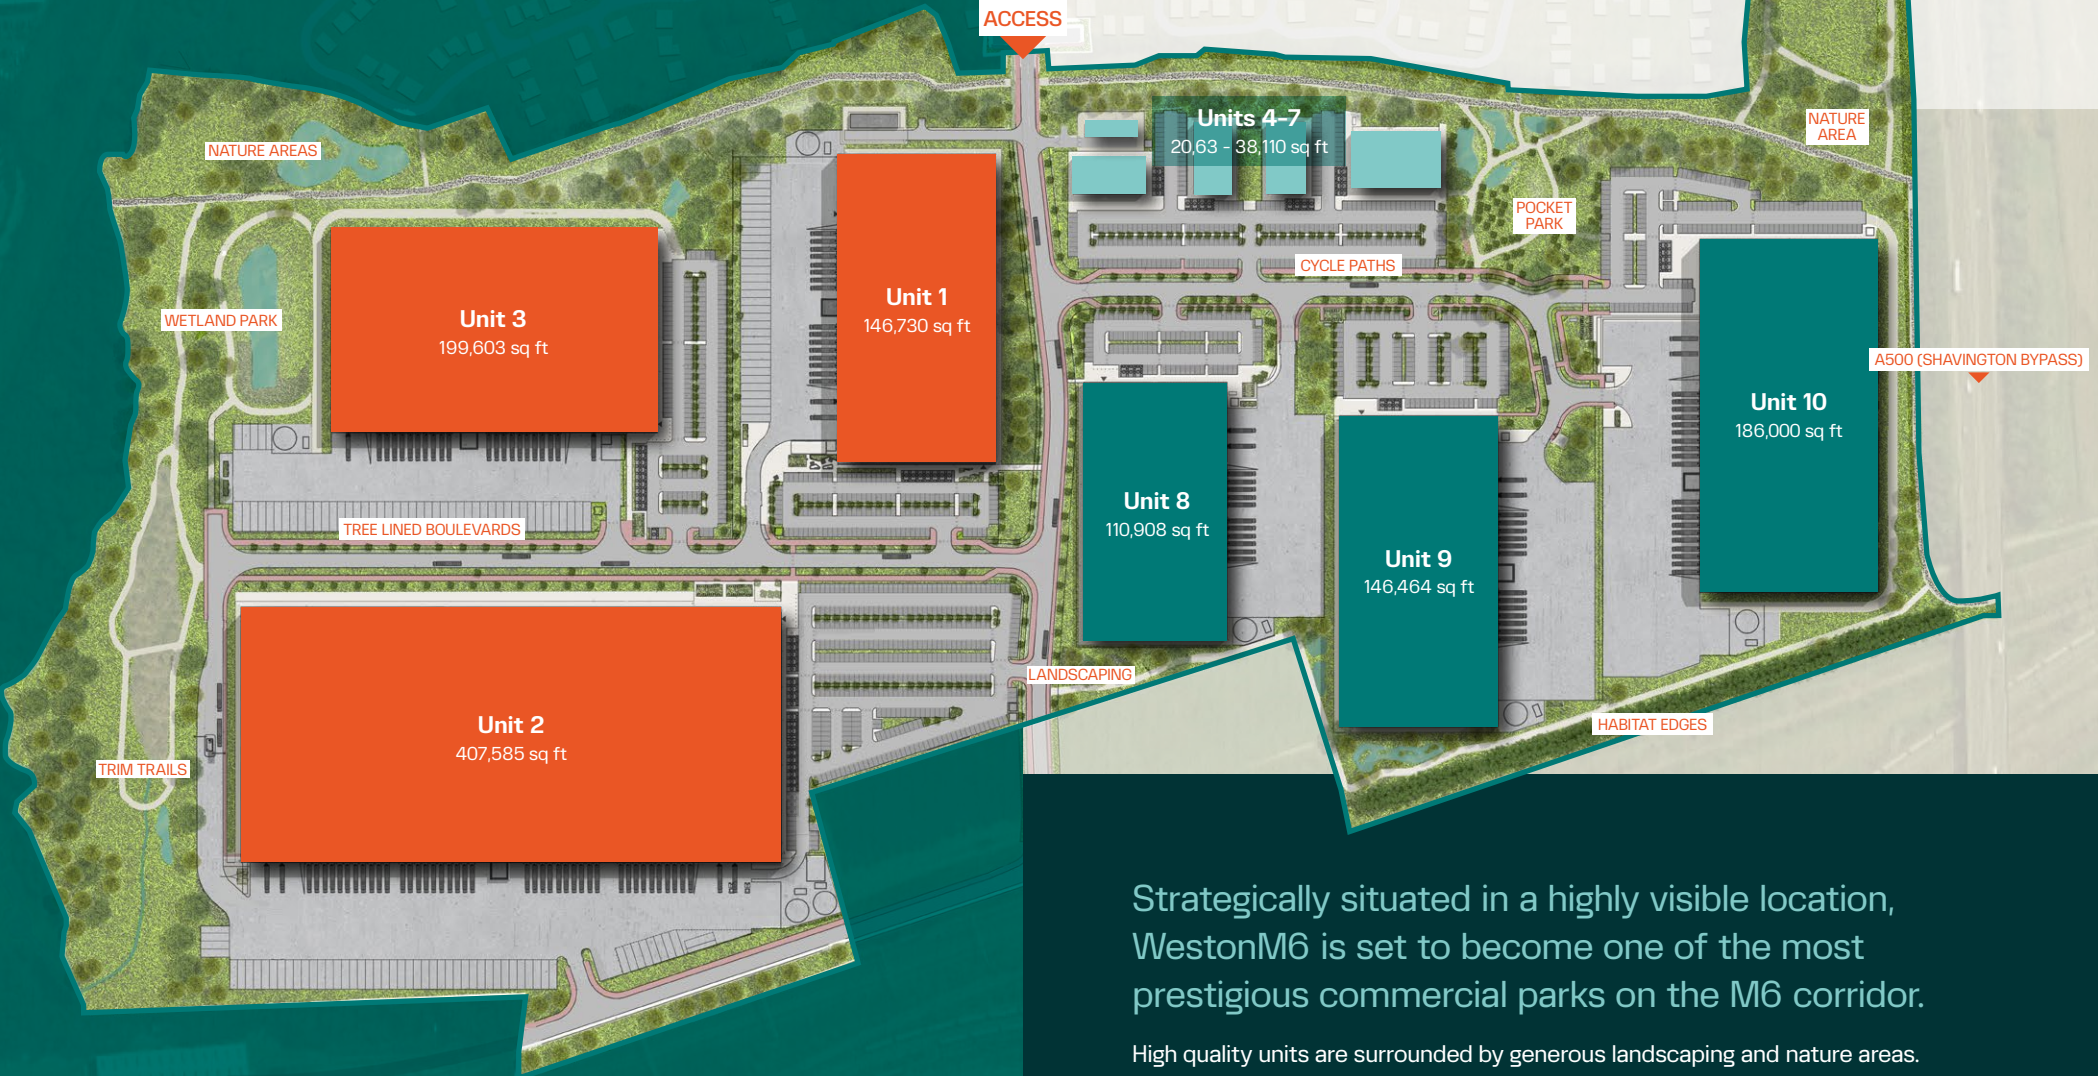 ACCESS
Units 4-7
20,63 - 38,110 sq ft
NATURE
AREA
NATURE AREAS
POCKET
PARK
CYCLE PATHS
Unit 1
146,730 sq ft
Unit 3
199,603 sq ft
WETLAND PARK
A500 (SHAVINGTON BYPASS)
Unit 10
186,000 sq ft
Unit 8
110,908 sq ft
TREE LINED BOULEVARDS
Unit 9
146,464 sq ft
LANDSCAPING
Unit 2
407,585 sq ft
HABITAT EDGES
TRIM TRAILS
Strategically situated in a highly visible location,
WestonM6 is set to become one of the most
prestigious commercial parks on the M6 corridor.
High quality units are surrounded by generous landscaping and nature areas.